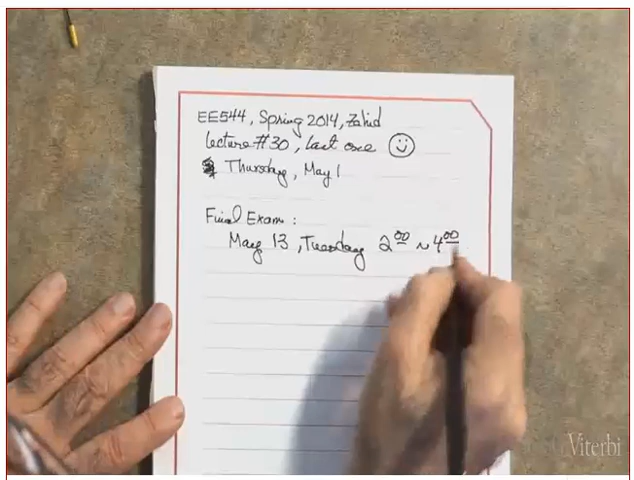 EE544, Spring 2014, Zahid
lecture #30, last one
Thursday, May 1
Final Exam:
May 13, Tuesday 2:00 ~ 4:00
Viterbi